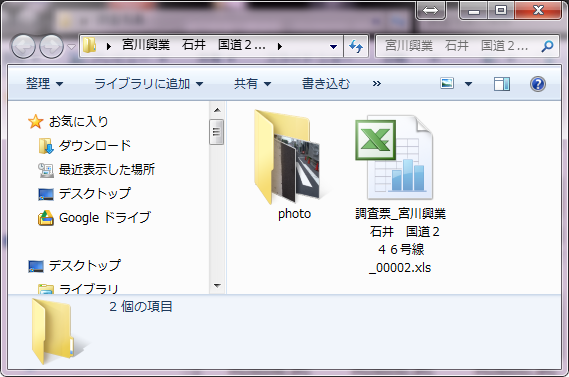 宮川興業　石井　国道２...
宮川興業　石井　国道２...
整理
ライブラリに追加
共有
書き込む
»
お気に入り
ダウンロード
最近表示した場所
デスクトップ
Google ドライブ
デスクトップ
ライブラリ
photo
調査票_宮川興業
石井　国道２
４６号線
_00002.xls
2 個の項目